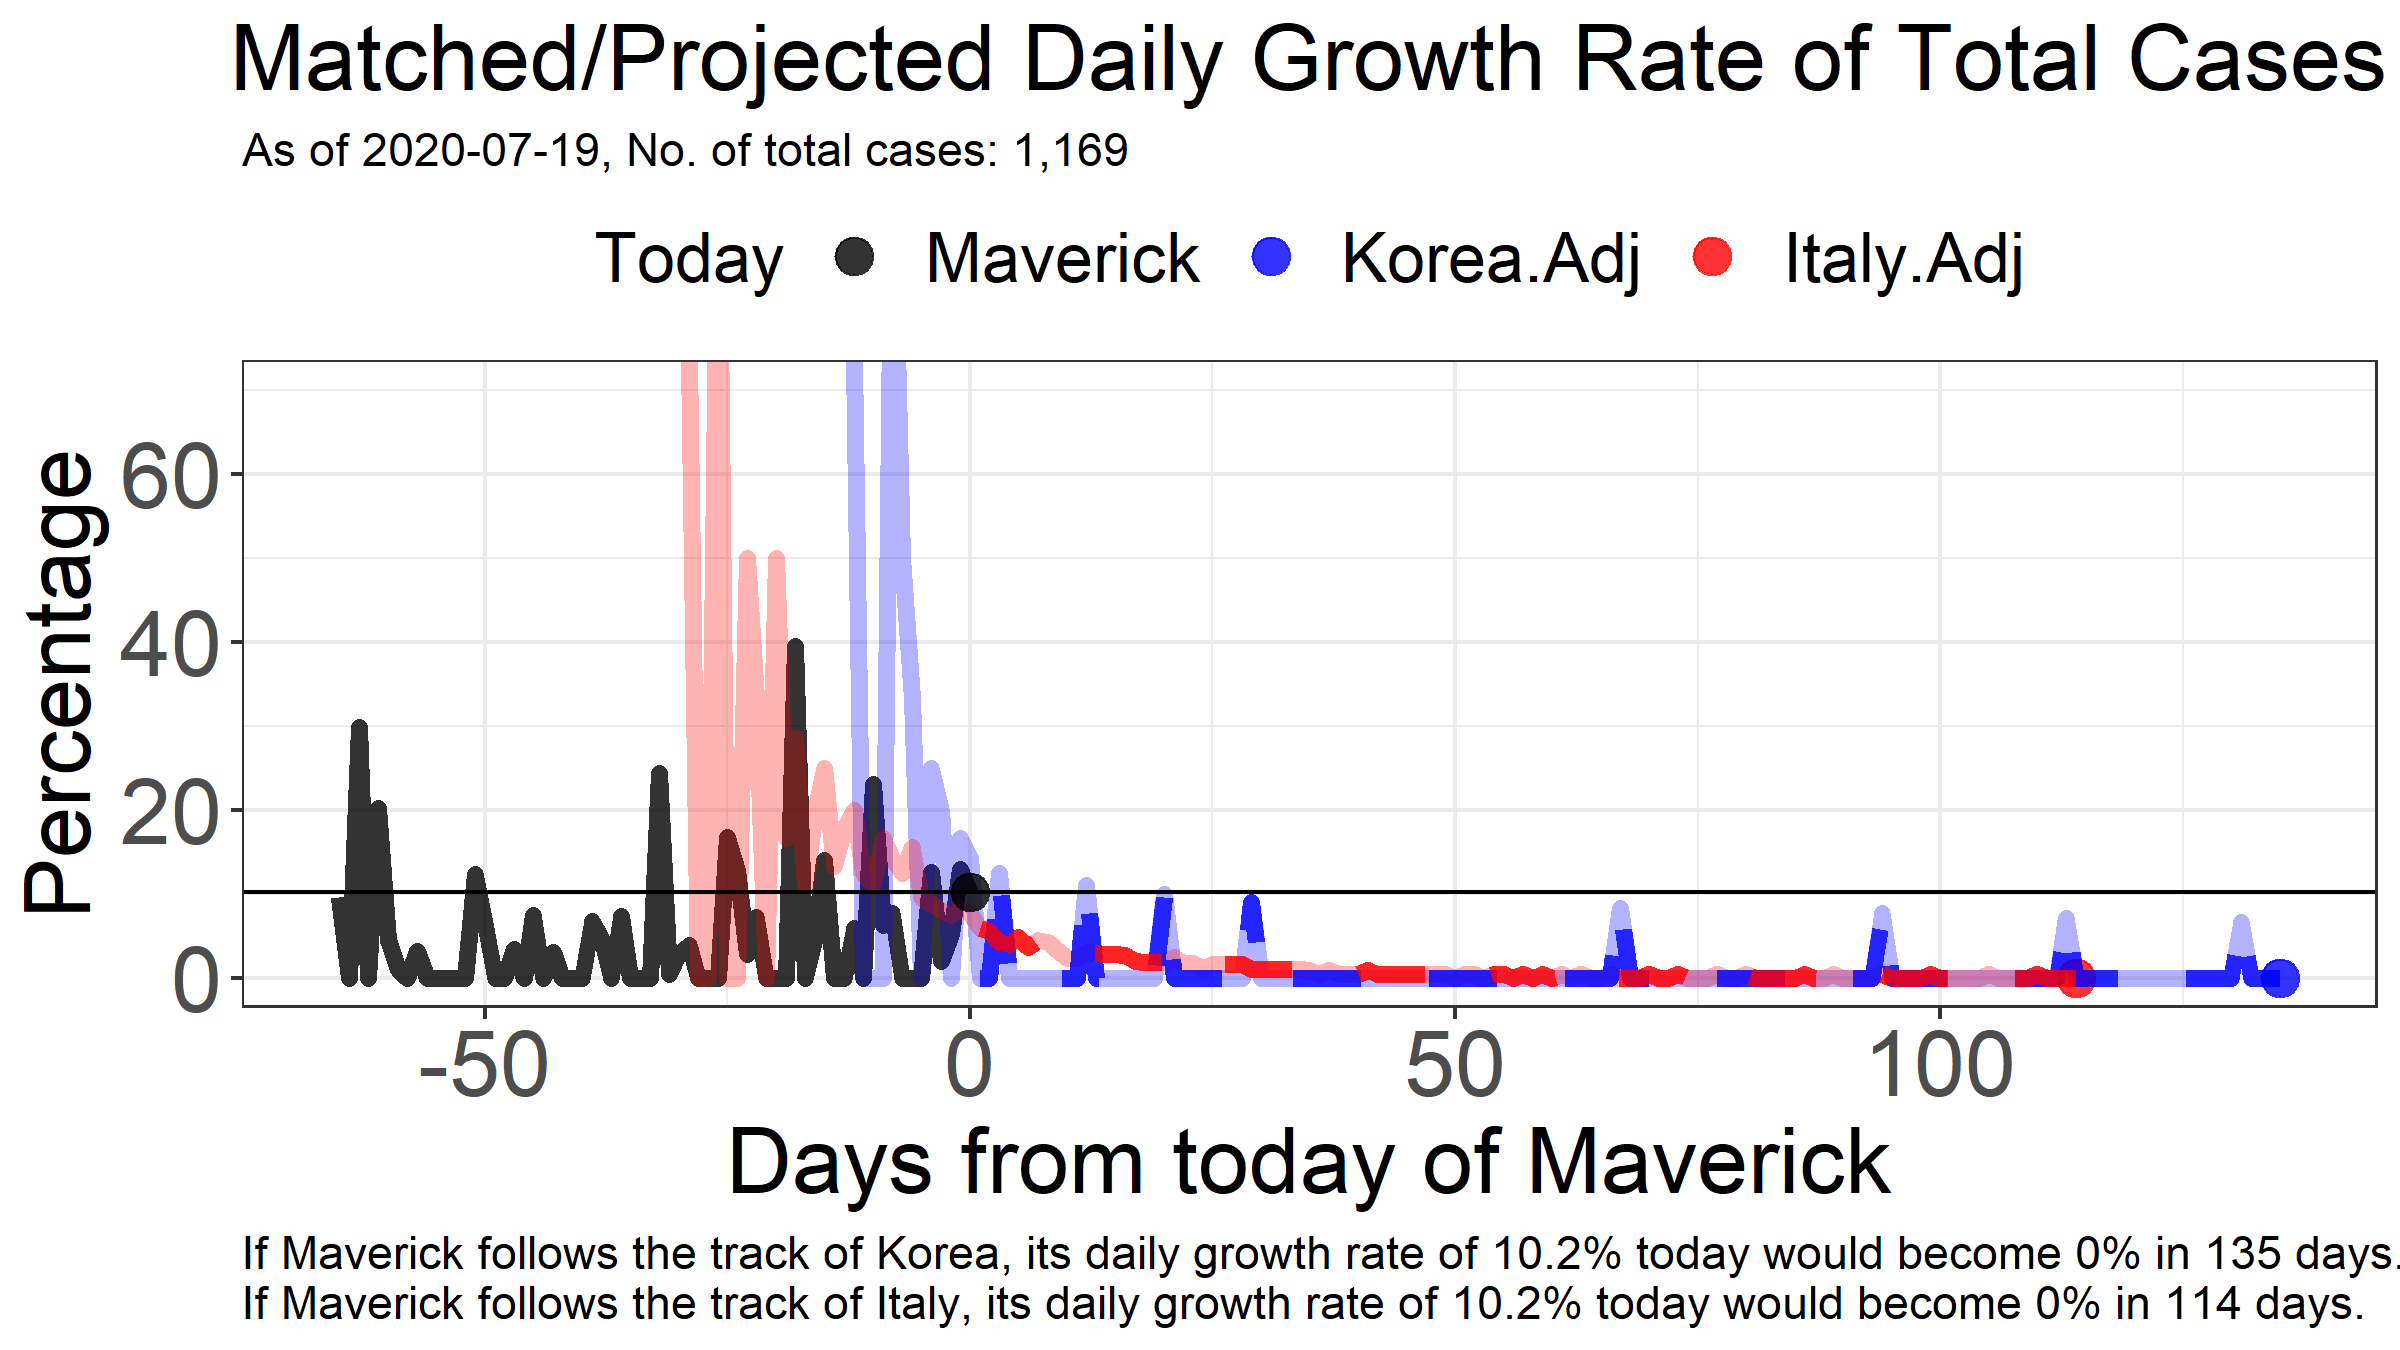 Matched/Projected Daily Growth Rate of Total Cases
As of 2020-07-19, No. of total cases: 1,169
Today Maverick Korea.Adj Italy.Adj
Percentage
60
40
20
0
-50 0 50 100
Days from today of Maverick
If Maverick follows the track of Korea, its daily growth rate of 10.2% today would become 0% in 135 days.
If Maverick follows the track of Italy, its daily growth rate of 10.2% today would become 0% in 114 days.